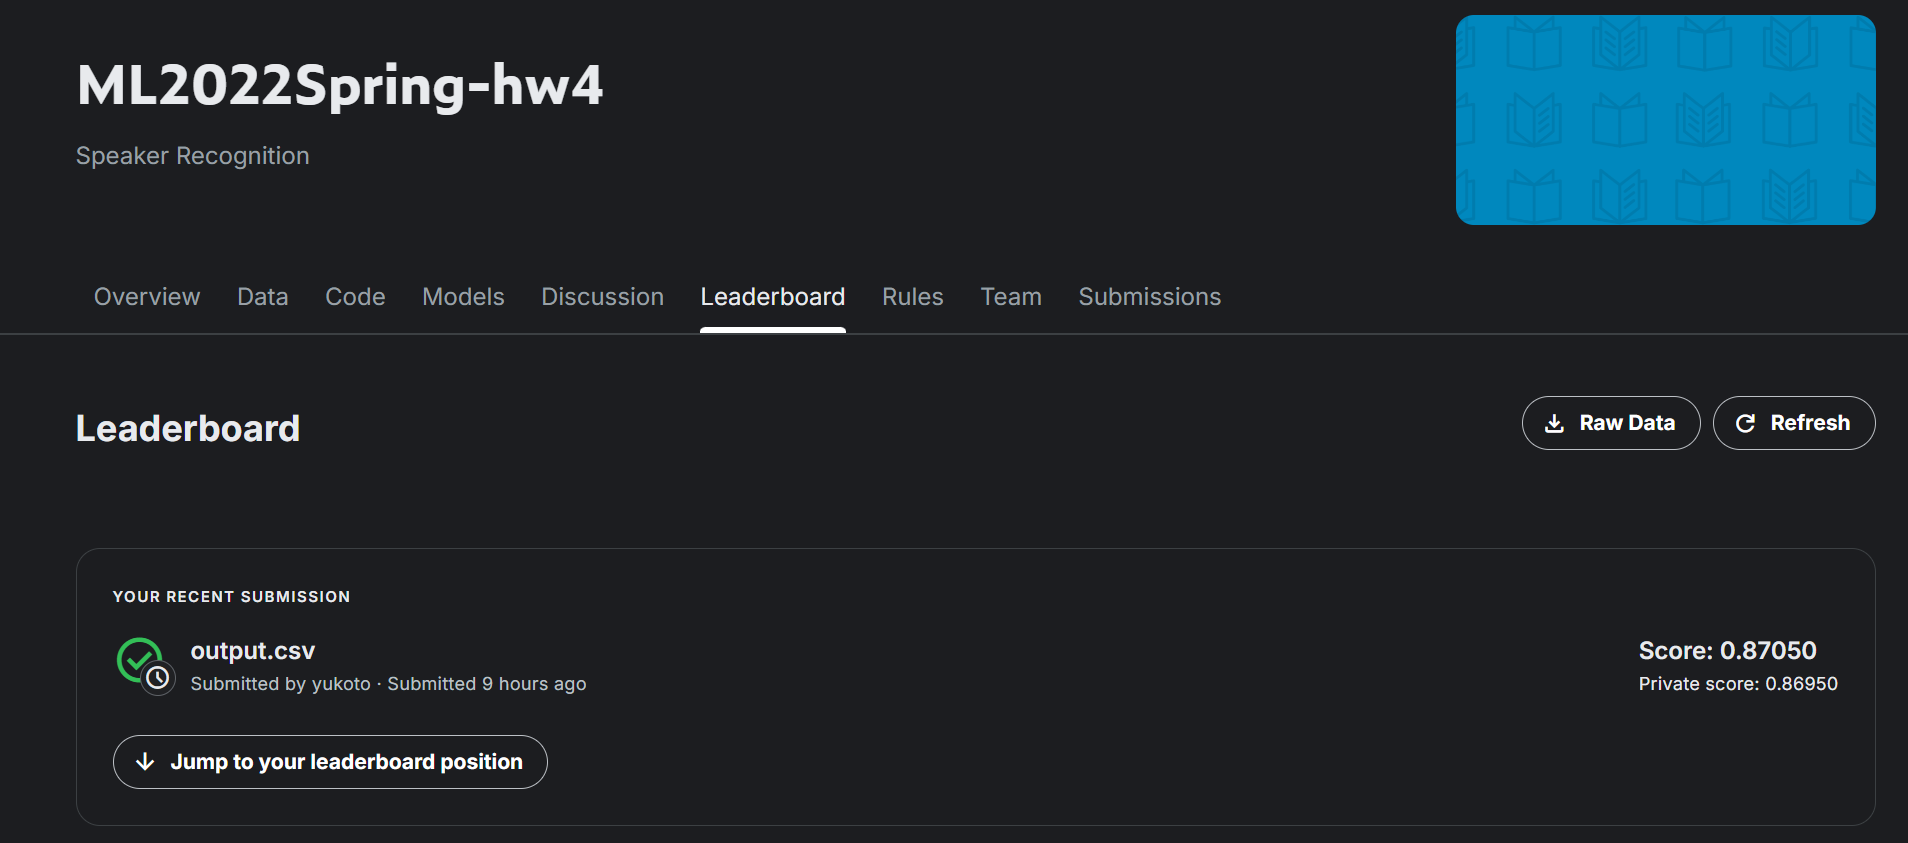 ML2022Spring-hw4
Speaker Recognition
Overview Data Code Models Discussion Leaderboard Rules Team Submissions
Leaderboard
Raw Data Refresh
YOUR RECENT SUBMISSION
output.csv
Submitted by yukoto · Submitted 9 hours ago
Score: 0.87050
Private score: 0.86950
Jump to your leaderboard position